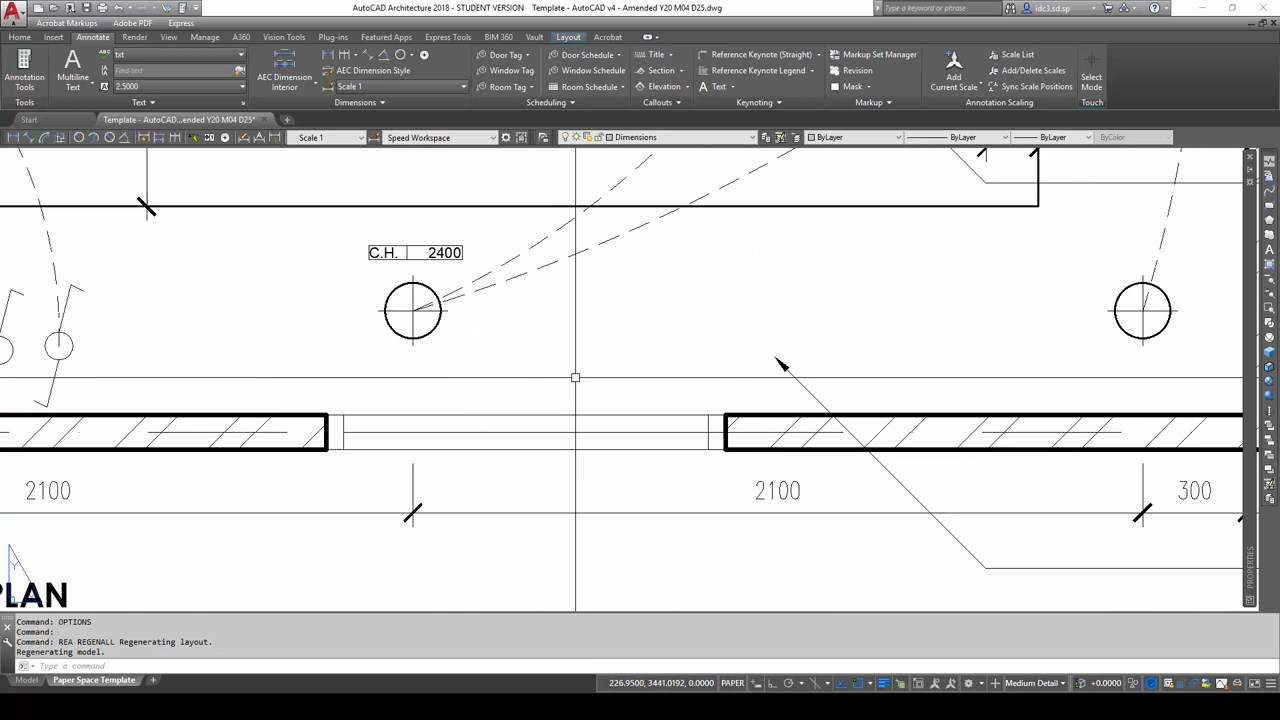 AutoCAD Architecture 2018 - STUDENT VERSION Template - AutoCAD v4 - Amended Y20 M04 D25.dwg
Type a keyword or phrase
idc3.sd.sp
Acrobat Markups Adobe PDF Express
Home Insert Annotate Render View Manage A360 Vision Tools Plug-ins Featured Apps Express Tools BIM 360 Vault Layout Acrobat
Annotation Tools
Tools
Multiline Text
txt
Find text
2.5000
Text
AEC Dimension Interior
AEC Dimension Style
Scale 1
Dimensions
Door Tag Door Schedule
Window Tag Window Schedule
Room Tag Room Schedule
Scheduling
Title
Section
Elevation
Callouts
Reference Keynote (Straight)
Reference Keynote Legend
Text
Keynoting
Markup Set Manager
Revision
Mask
Markup
Add Current Scale
Scale List
Add/Delete Scales
Sync Scale Positions
Annotation Scaling
Select Mode
Touch
Start Template - AutoCAD...ended Y20 M04 D25*
Scale 1 Speed Workspace Dimensions ByLayer ByLayer ByLayer ByColor
C.H. 2400
2100 2100 300
Y
PLAN
PROPERTIES
Command: OPTIONS
Command:
Command: REA REGENALL Regenerating layout.
Regenerating model.
Type a command
Model Paper Space Template
226.9500, 3441.0192, 0.0000 PAPER Medium Detail +0.0000